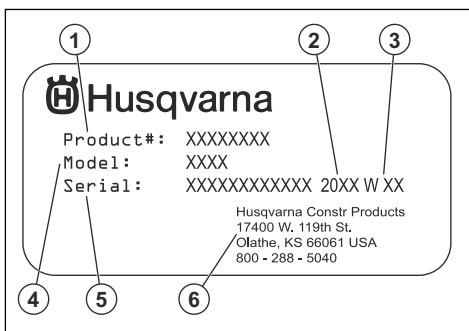 1 2 3
Husqvarna
Product#: XXXXXXXX
Model: XXXX
Serial: XXXXXXXXXXXX 20XX W XX
Husqvarna Constr Products
17400 W. 119th St.
Olathe, KS 66061 USA
800 - 288 - 5040
4 5 6